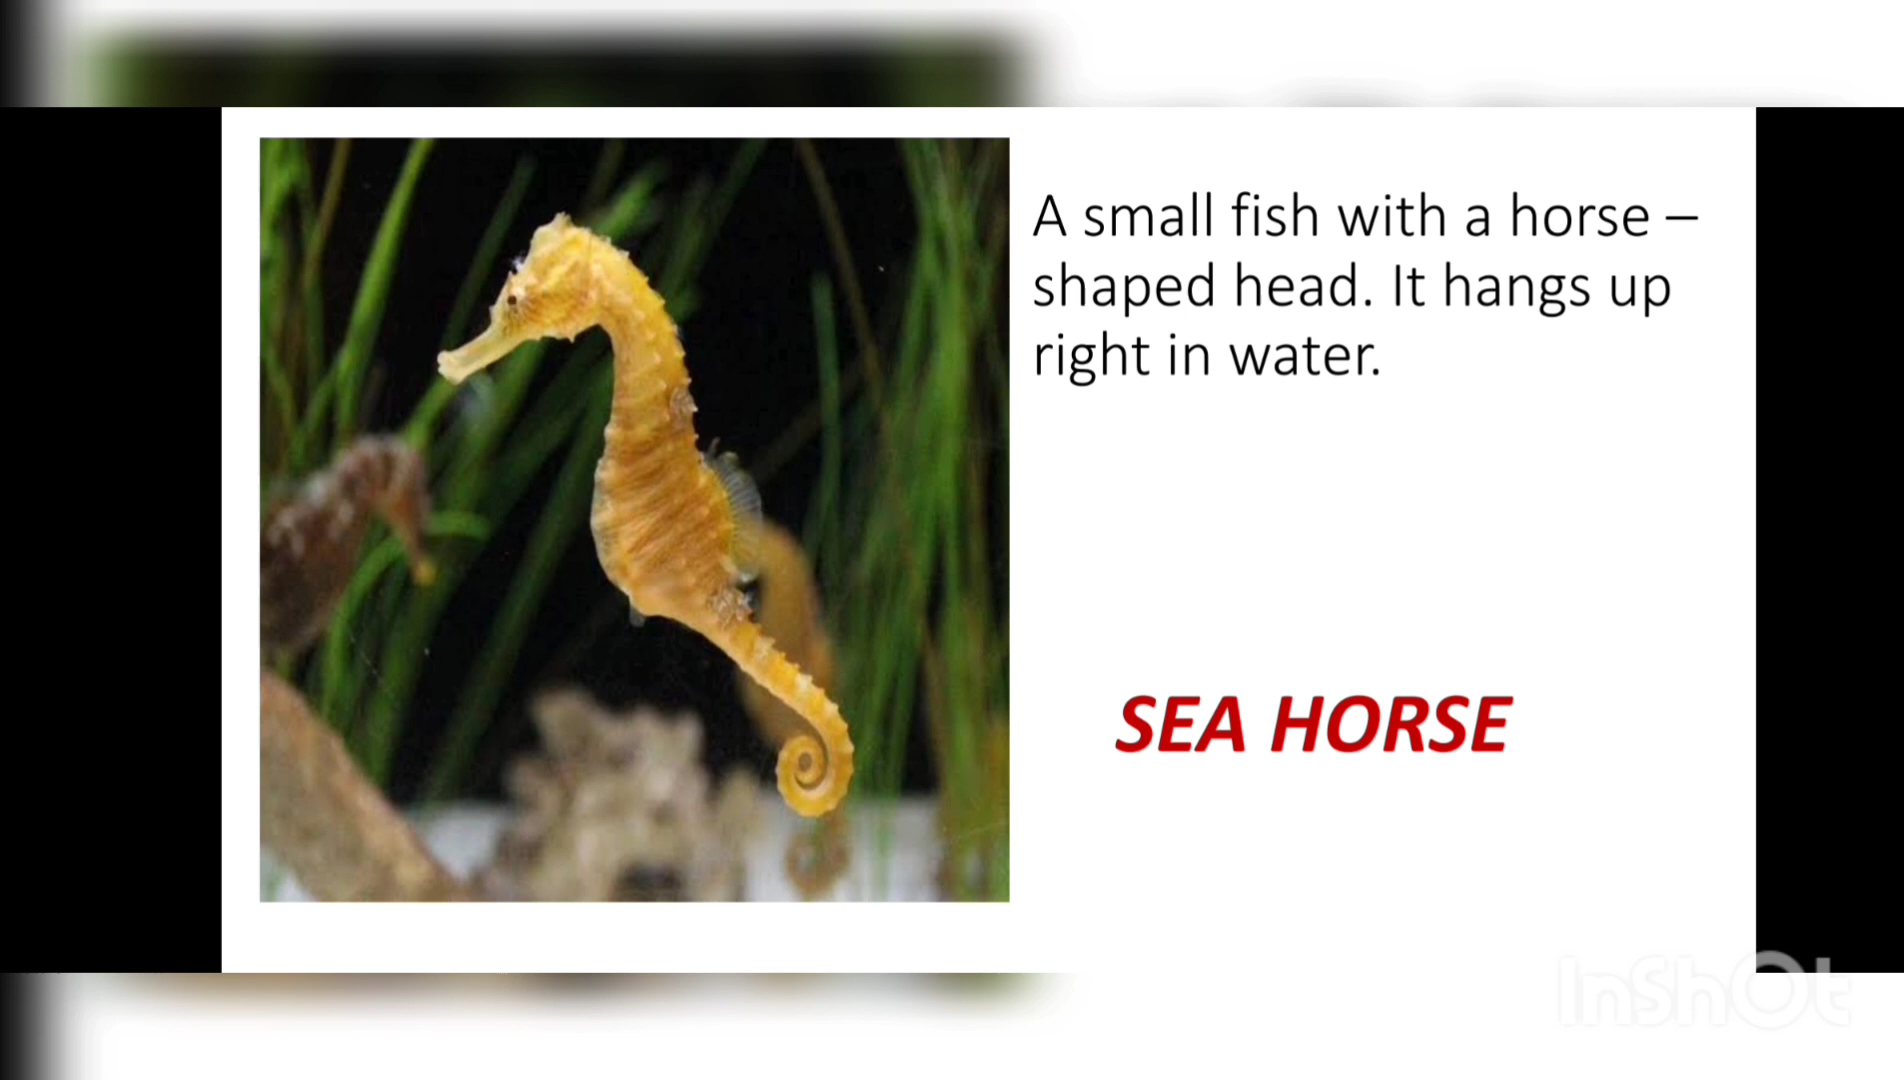 A small fish with a horse –
shaped head. It hangs up
right in water.
SEA HORSE
InShOt